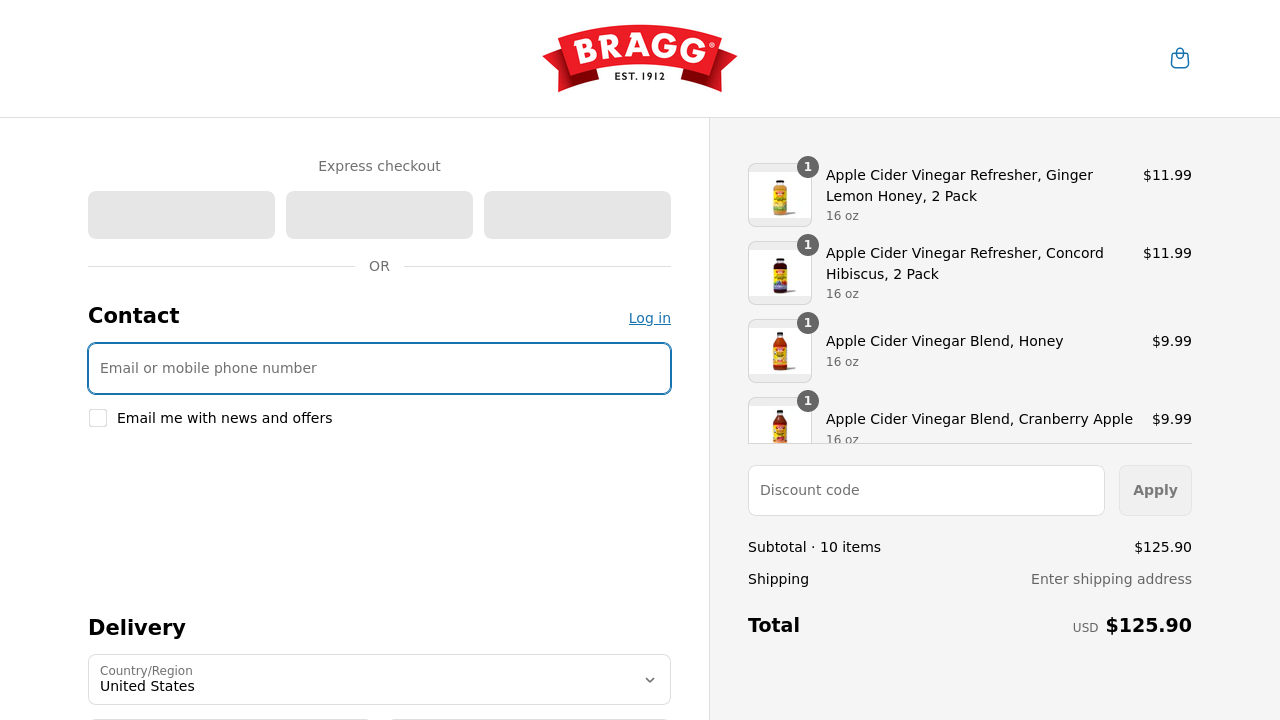 BRAGG®
EST. 1912
Express checkout
OR
Contact
Log in
Email or mobile phone number
Email me with news and offers
Delivery
Country/Region
United States
1
Apple Cider Vinegar Refresher, Ginger
Lemon Honey, 2 Pack
16 oz
$11.99
1
Apple Cider Vinegar Refresher, Concord
Hibiscus, 2 Pack
16 oz
$11.99
1
Apple Cider Vinegar Blend, Honey
16 oz
$9.99
1
Apple Cider Vinegar Blend, Cranberry Apple
16 oz
$9.99
Discount code
Apply
Subtotal · 10 items $125.90
Shipping Enter shipping address
Total USD $125.90